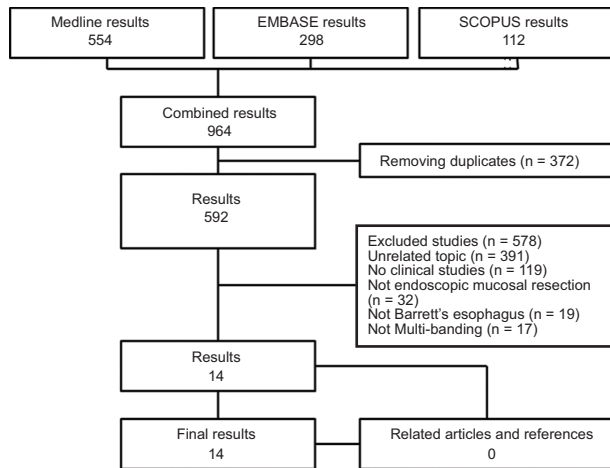 Medline results
554
EMBASE results
298
SCOPUS results
112
Combined results
964
Removing duplicates (n = 372)
Results
592
Excluded studies (n = 578)
Unrelated topic (n = 391)
No clinical studies (n = 119)
Not endoscopic mucosal resection
(n = 32)
Not Barrett's esophagus (n = 19)
Not Multi-banding (n = 17)
Results
14
Final results
14
Related articles and references
0